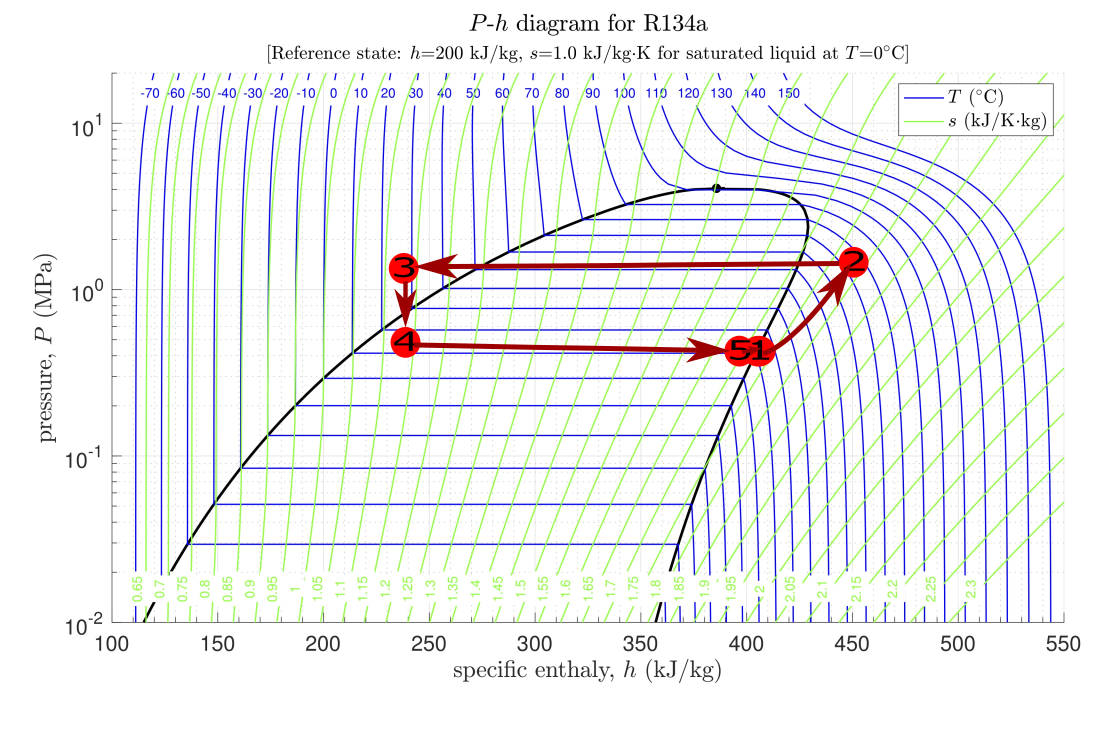 P-h diagram for R134a
[Reference state: h=200 kJ/kg, s=1.0 kJ/kg·K for saturated liquid at T=0°C]
-70 -60 -50 -40 -30 -20 -10 0 10 20 30 40 50 60 70 80 90 100 110 120 130 140 150
T (°C)
s (kJ/K·kg)
10¹
10⁰
10⁻¹
10⁻²
pressure, P (MPa)
3 2
4 5 1
0.65 0.7 0.75 0.8 0.85 0.9 0.95 1 1.05 1.1 1.15 1.2 1.25 1.3 1.35 1.4 1.45 1.5 1.55 1.6 1.65 1.7 1.75 1.8 1.85 1.9 1.95 2 2.05 2.1 2.15 2.2 2.25 2.3
100 150 200 250 300 350 400 450 500 550
specific enthaly, h (kJ/kg)